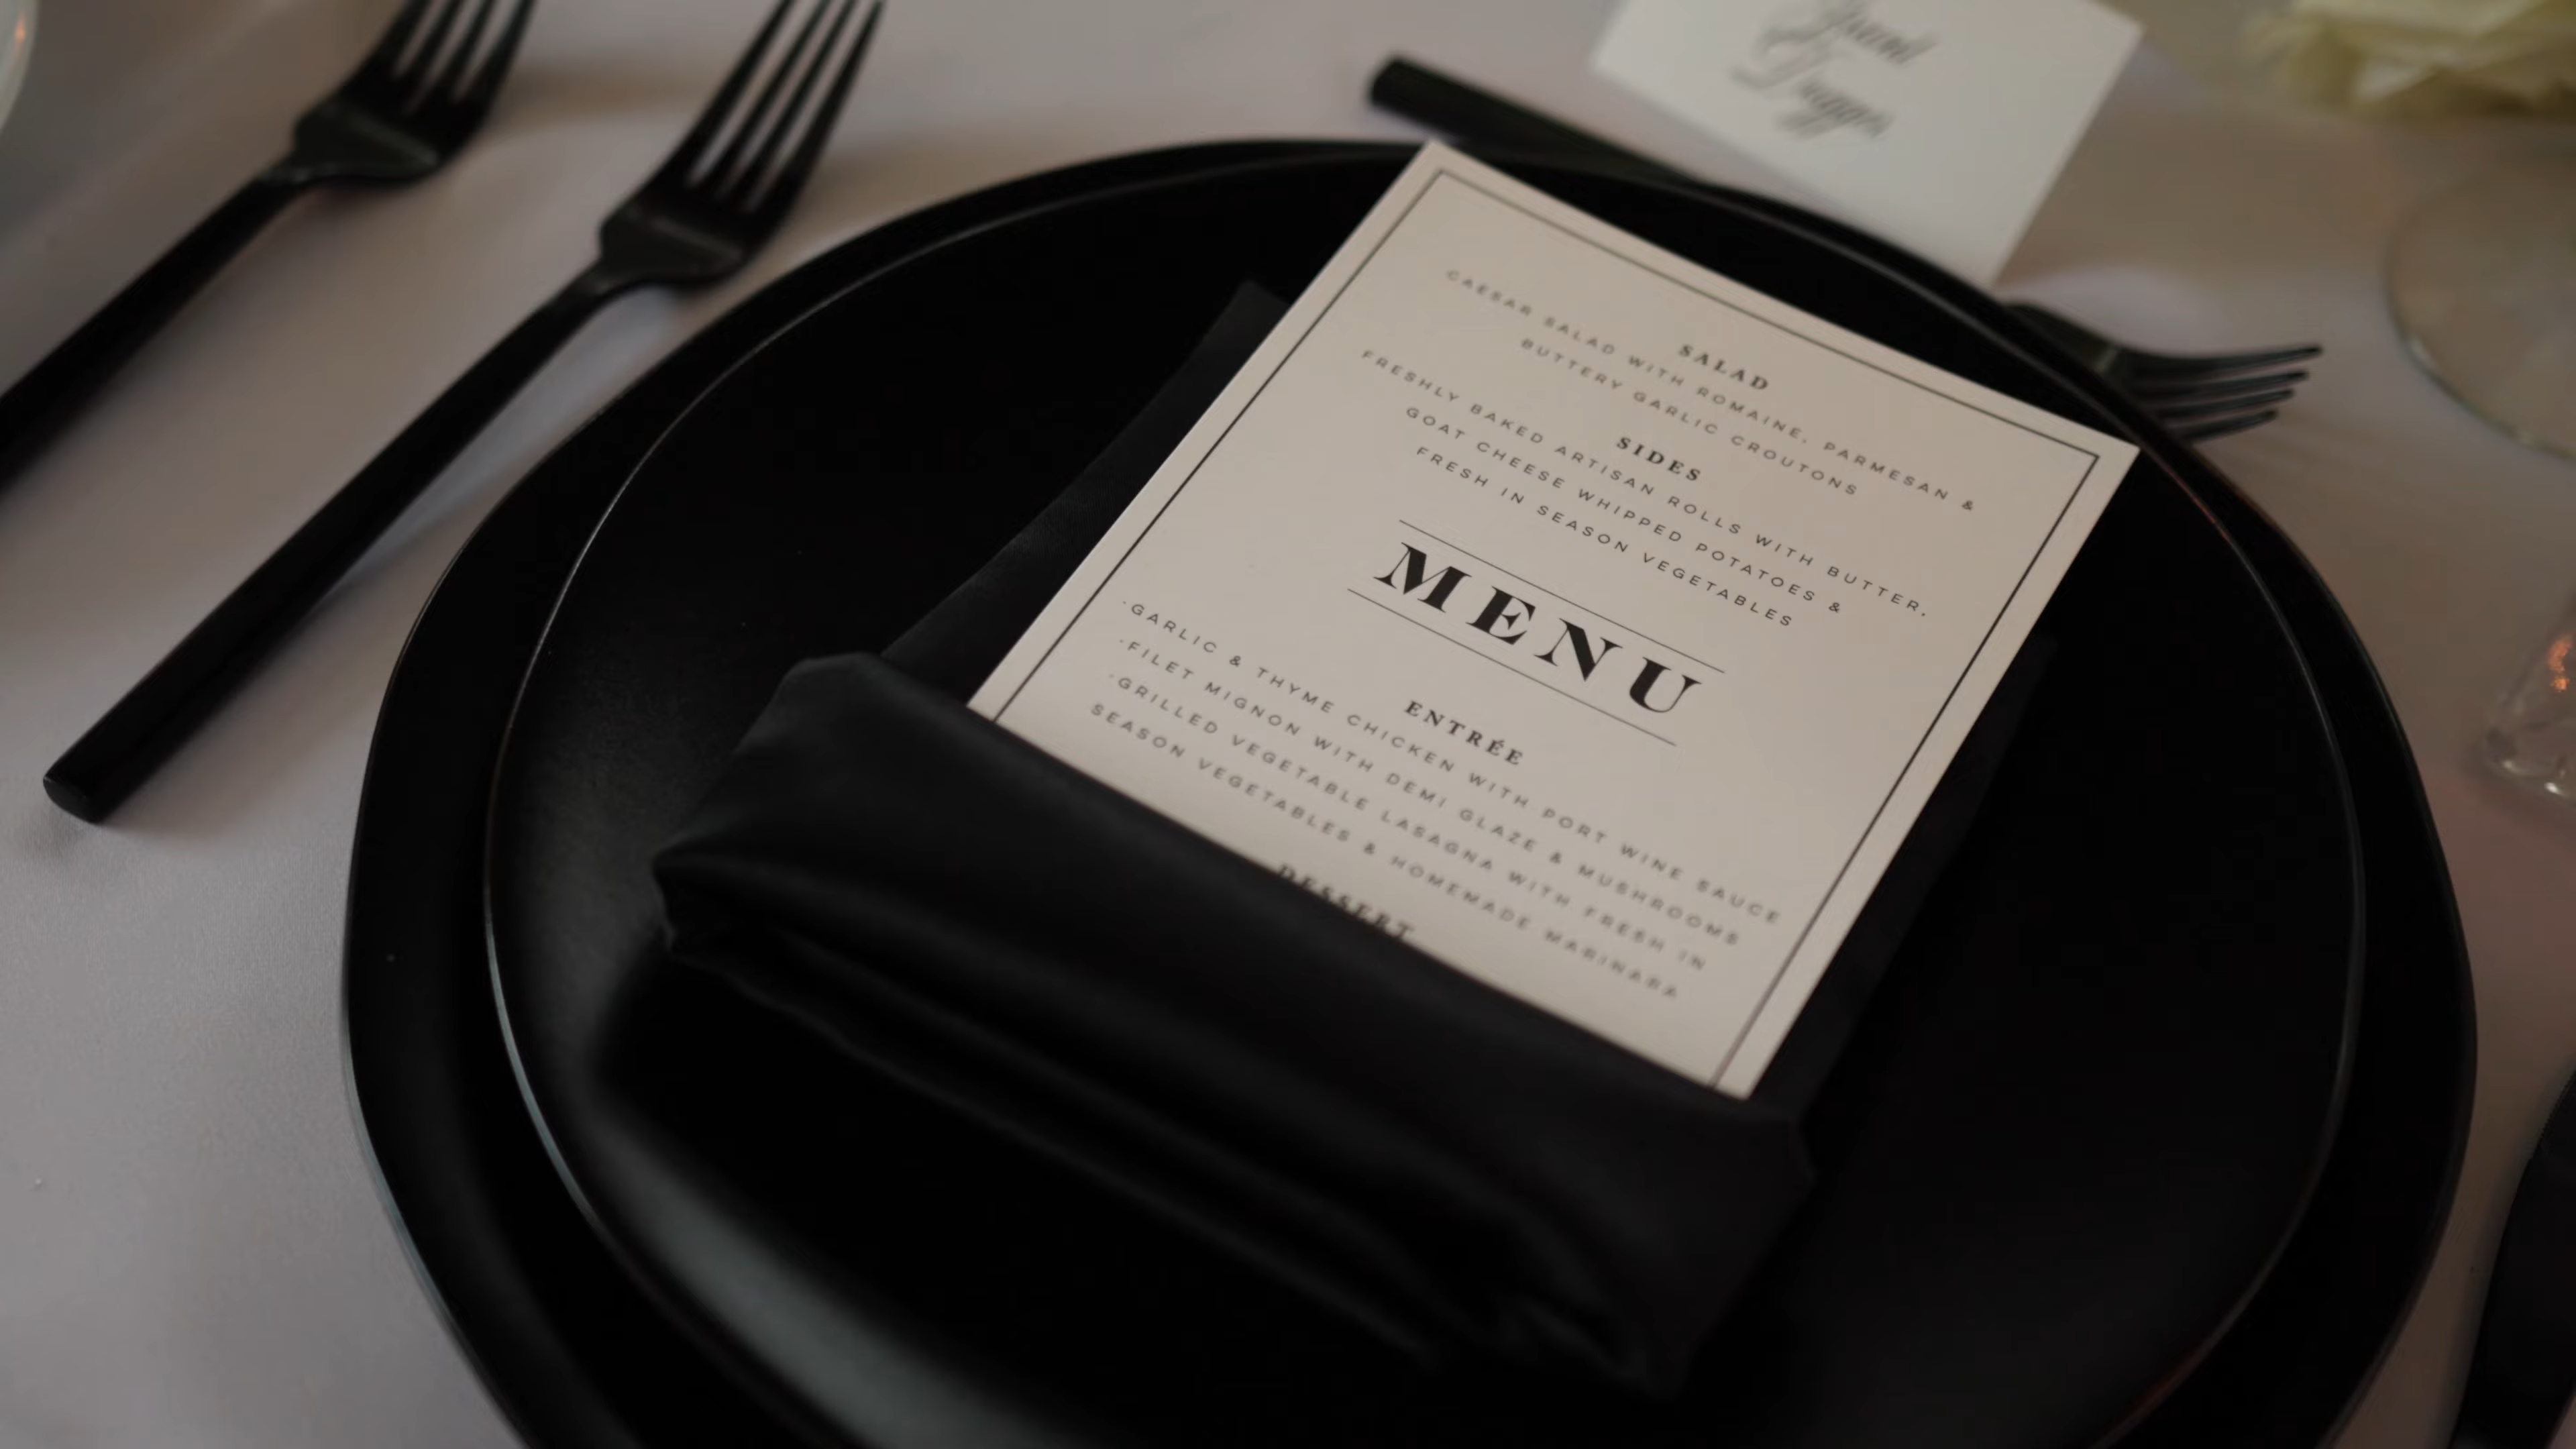 Grant
SALAD
CAESAR SALAD WITH ROMAINE, PARMESAN &
BUTTERY GARLIC CROUTONS
SIDES
FRESHLY BAKED ARTISAN ROLLS WITH BUTTER,
GOAT CHEESE WHIPPED POTATOES &
FRESH IN SEASON VEGETABLES
MENU
ENTRÉE
·GARLIC & THYME CHICKEN WITH PORT WINE SAUCE
·FILET MIGNON WITH DEMI GLAZE & MUSHROOMS
·GRILLED VEGETABLE LASAGNA WITH FRESH IN
SEASON VEGETABLES & HOMEMADE MARINARA
DESSERT